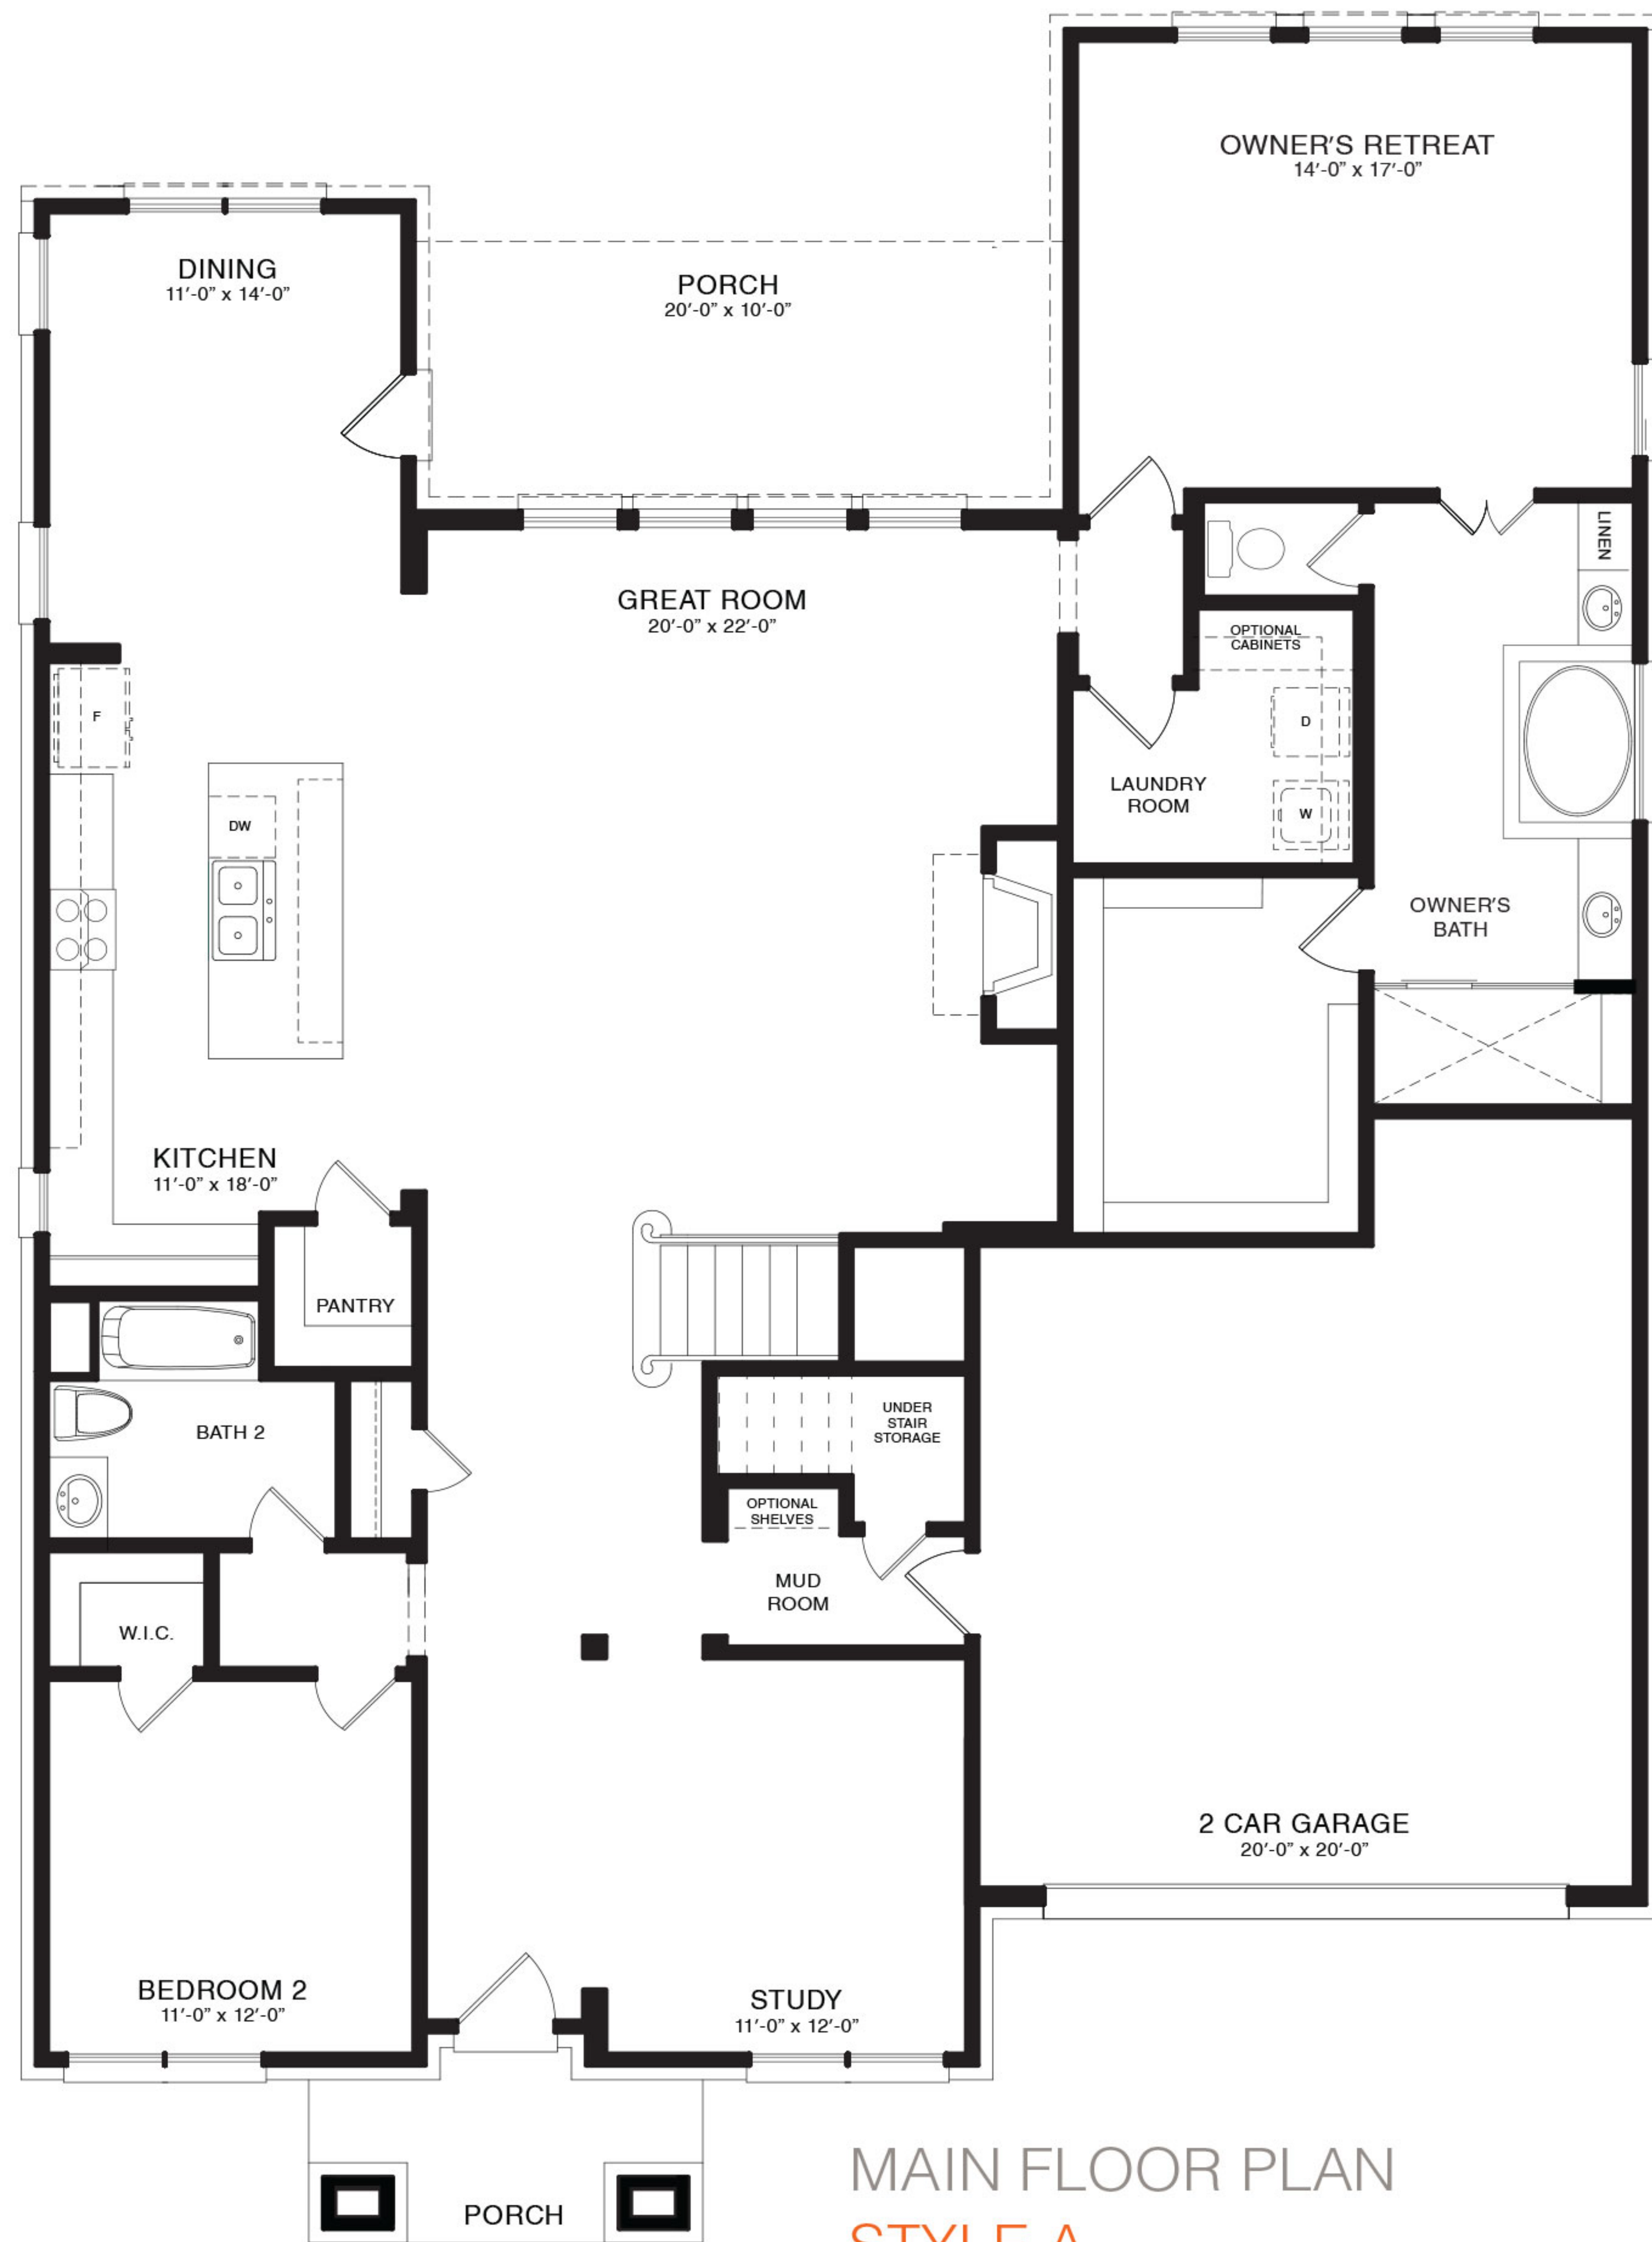 OWNER'S RETREAT
14'-0" x 17'-0"
DINING
11'-0" x 14'-0"
PORCH
20'-0" x 10'-0"
LINEN
GREAT ROOM
20'-0" x 22'-0"
OPTIONAL
CABINETS
F
D
LAUNDRY
ROOM
W
DW
OWNER'S
BATH
KITCHEN
11'-0" x 18'-0"
PANTRY
UNDER
STAIR
STORAGE
BATH 2
OPTIONAL
SHELVES
MUD
ROOM
W.I.C.
2 CAR GARAGE
20'-0" x 20'-0"
BEDROOM 2
11'-0" x 12'-0"
STUDY
11'-0" x 12'-0"
MAIN FLOOR PLAN
PORCH
STYLE A